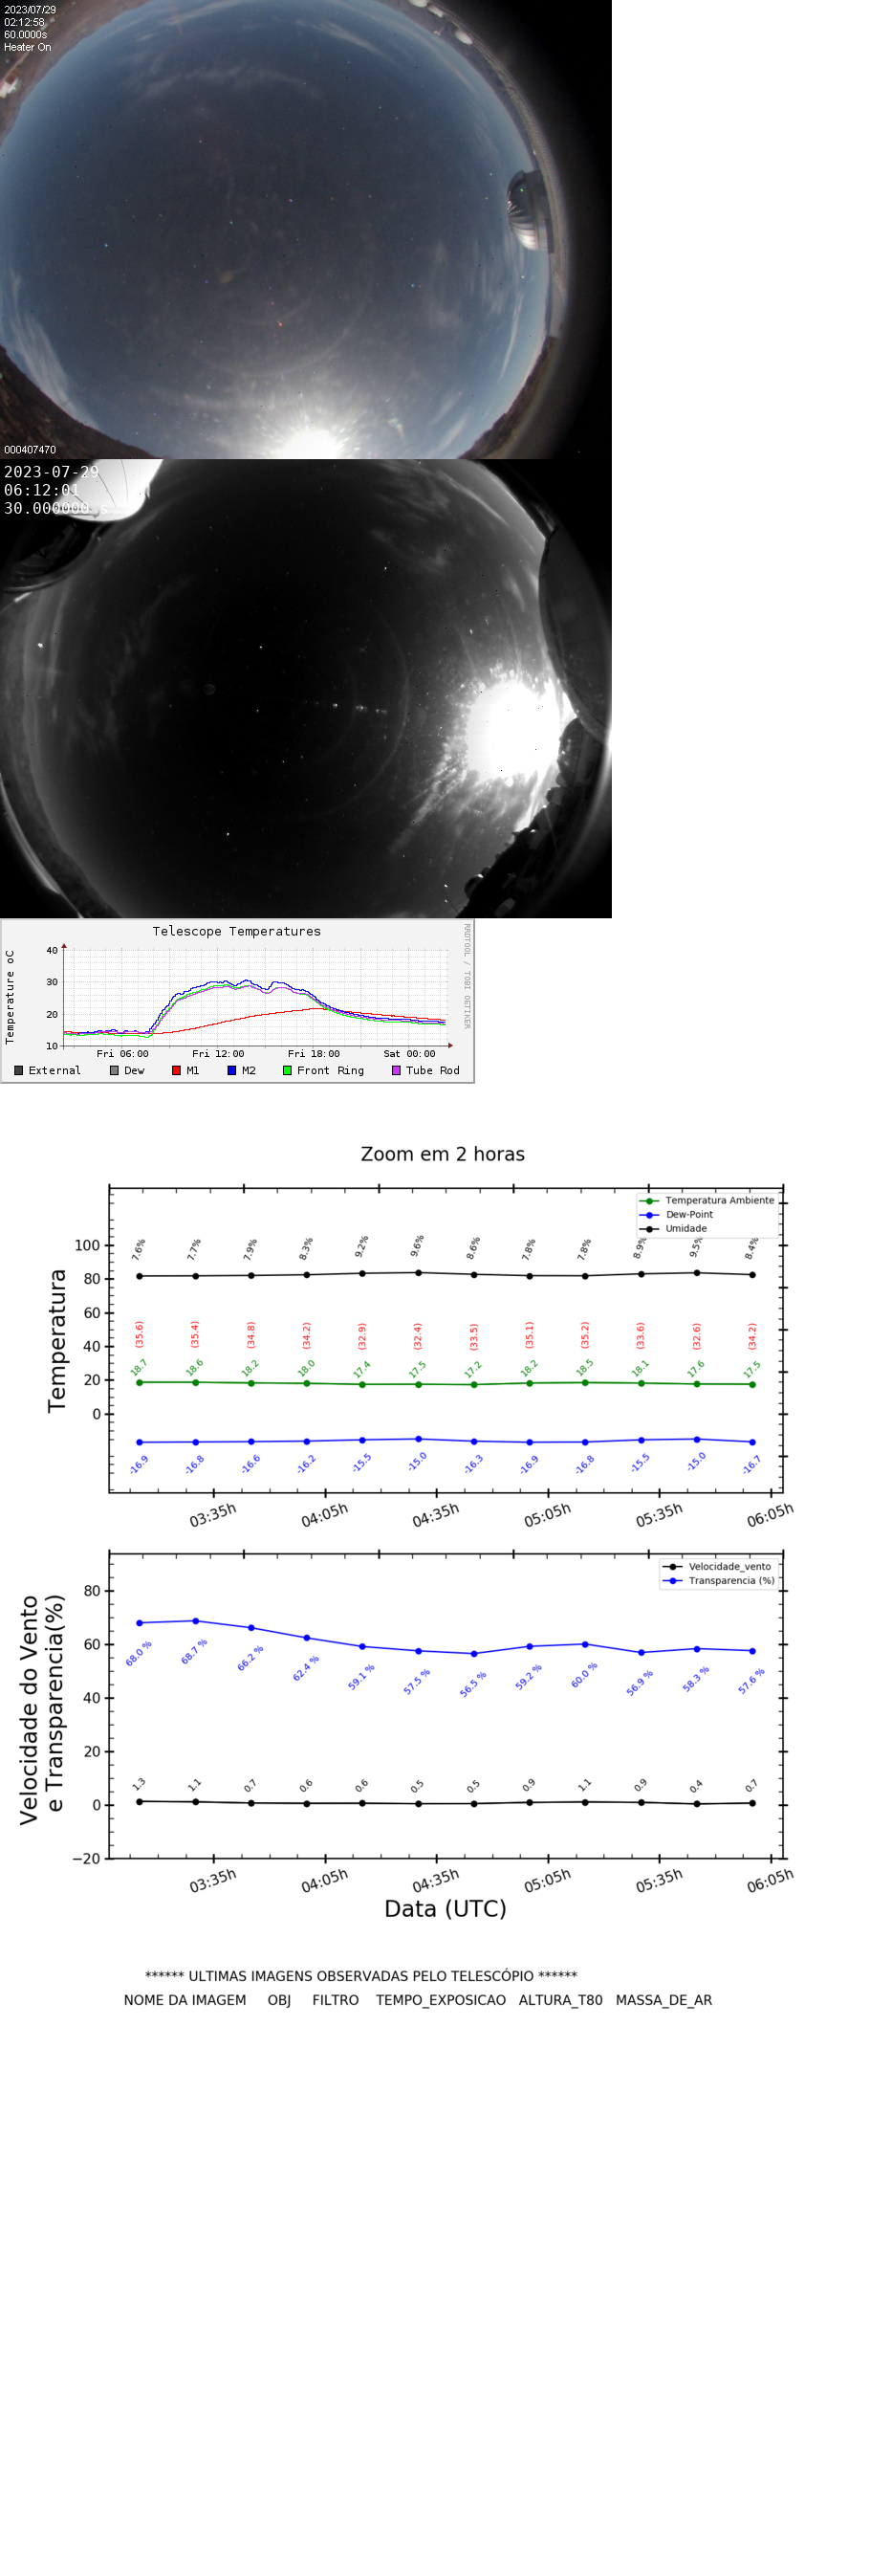 2023/07/29
02:12:58
60.0000s
Heater On
000407470
2023-07-29
06:12:01
30.000000 s
Telescope Temperatures
RRDTOOL / TOBI OETIKER
Temperature oC
40
30
20
10
Fri 06:00 Fri 12:00 Fri 18:00 Sat 00:00
External Dew M1 M2 Front Ring Tube Rod
Zoom em 2 horas
Temperatura Ambiente
Dew-Point
Umidade
Temperatura
100
80
60
40
20
0
7.6% 7.7% 7.9% 8.3% 9.2% 9.6% 8.6% 7.8% 7.8% 8.9% 9.5% 8.4%
(35.6) (35.4) (34.8) (34.2) (32.9) (32.4) (33.5) (35.1) (35.2) (33.6) (32.6) (34.2)
18.7 18.6 18.2 18.0 17.4 17.5 17.2 18.2 18.5 18.1 17.6 17.5
-16.9 -16.8 -16.6 -16.2 -15.5 -15.0 -16.3 -16.9 -16.8 -15.5 -15.0 -16.7
03:35h 04:05h 04:35h 05:05h 05:35h 06:05h
Velocidade_vento
Transparencia (%)
Velocidade do Vento
e Transparencia(%)
80
60
40
20
0
−20
68.0 % 68.7 % 66.2 % 62.4 % 59.1 % 57.5 % 56.5 % 59.2 % 60.0 % 56.9 % 58.3 % 57.6 %
1.3 1.1 0.7 0.6 0.6 0.5 0.5 0.9 1.1 0.9 0.4 0.7
03:35h 04:05h 04:35h 05:05h 05:35h 06:05h
Data (UTC)
****** ULTIMAS IMAGENS OBSERVADAS PELO TELESCÓPIO ******
NOME DA IMAGEM OBJ FILTRO TEMPO_EXPOSICAO ALTURA_T80 MASSA_DE_AR